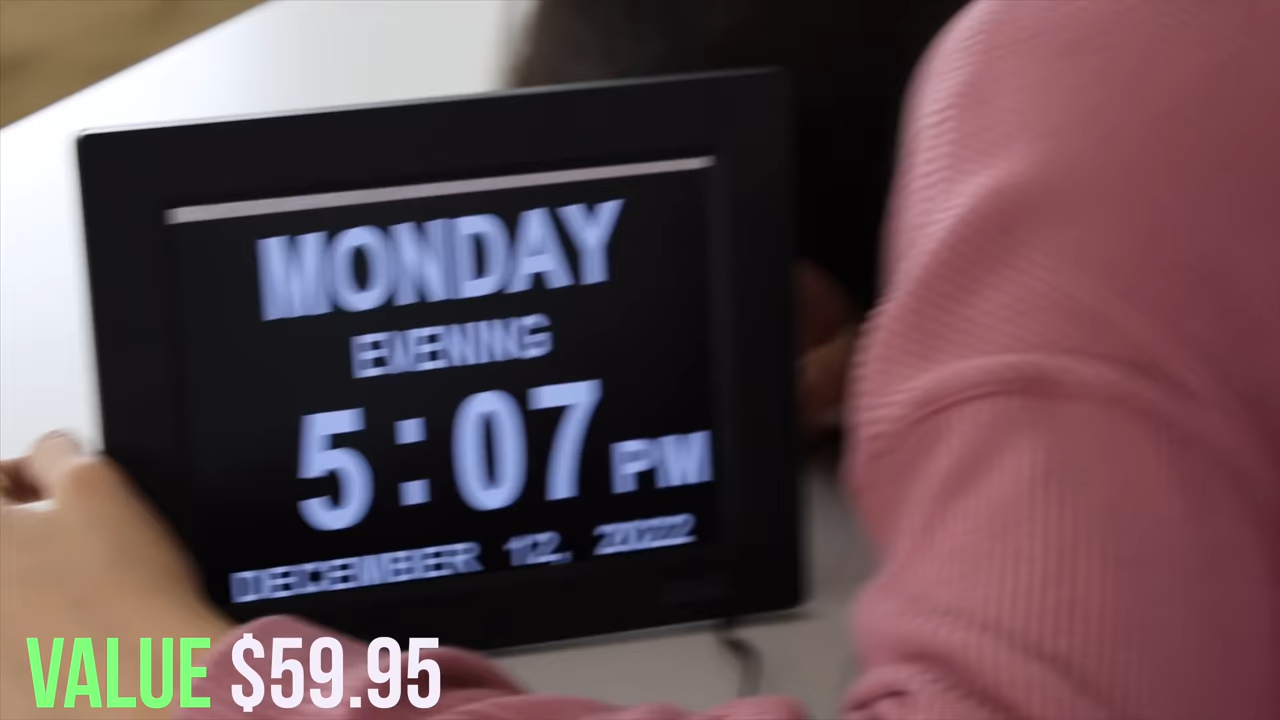 MONDAY
EVENING
5:07 PM
DECEMBER 12, 2022
VALUE $59.95